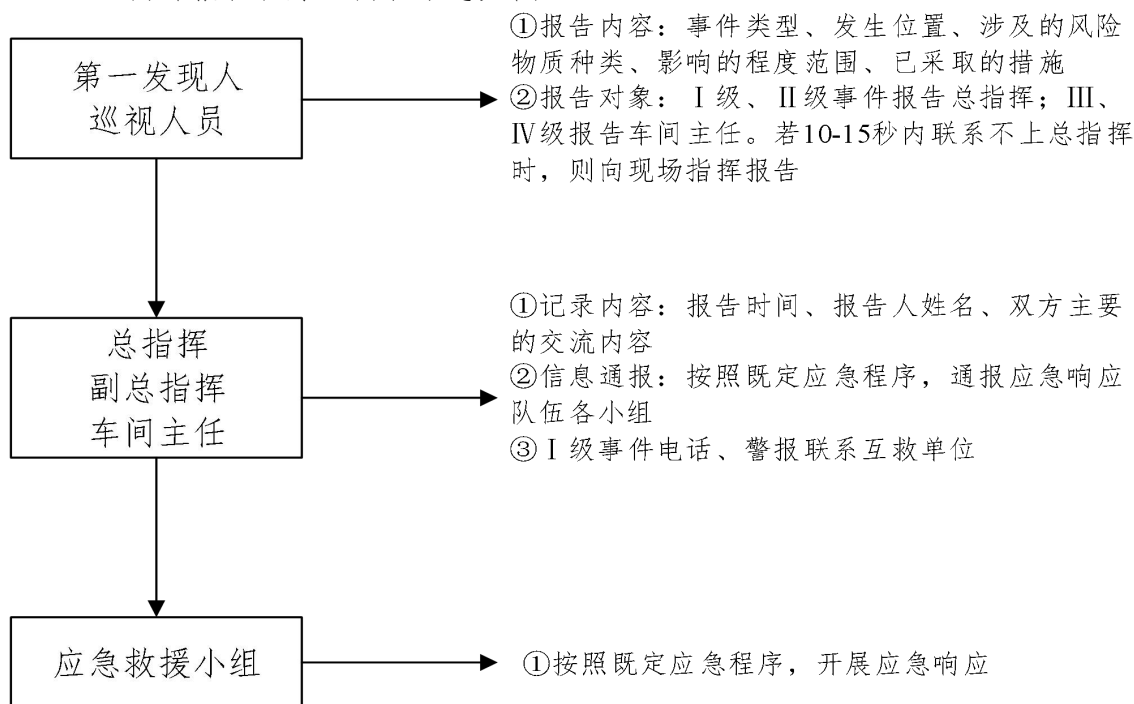 第一发现人
巡视人员
①报告内容：事件类型、发生位置、涉及的风险
物质种类、影响的程度范围、已采取的措施
②报告对象：Ⅰ级、Ⅱ级事件报告总指挥；Ⅲ、
Ⅳ级报告车间主任。若10-15秒内联系不上总指挥
时，则向现场指挥报告
总指挥
副总指挥
车间主任
①记录内容：报告时间、报告人姓名、双方主要
的交流内容
②信息通报：按照既定应急程序，通报应急响应
队伍各小组
③Ⅰ级事件电话、警报联系互救单位
应急救援小组
①按照既定应急程序，开展应急响应